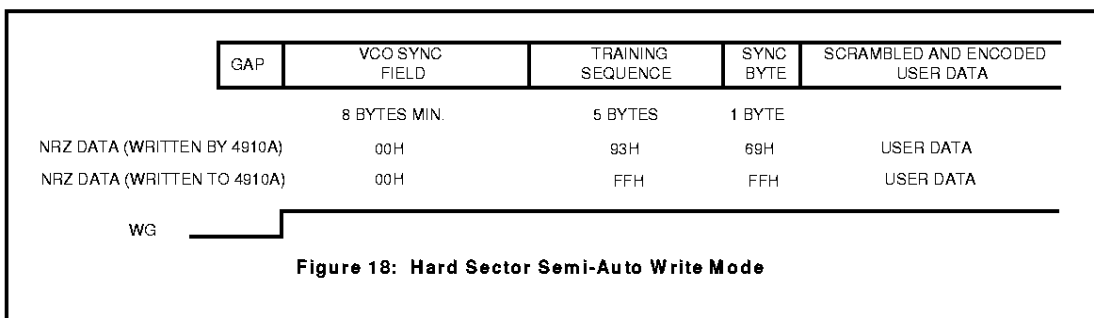 GAP VCO SYNC FIELD TRAINING SEQUENCE SYNC BYTE SCRAMBLED AND ENCODED USER DATA
8 BYTES MIN. 5 BYTES 1 BYTE
NRZ DATA (WRITTEN BY 4910A) 00H 93H 69H USER DATA
NRZ DATA (WRITTEN TO 4910A) 00H FFH FFH USER DATA
WG
Figure 18: Hard Sector Semi-Auto Write Mode